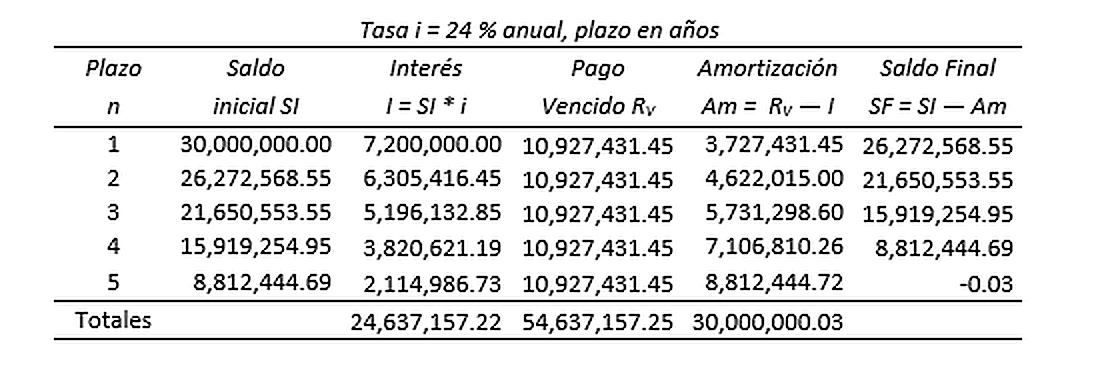 Tasa i = 24 % anual, plazo en años
Plazo Saldo Interés Pago Amortización Saldo Final
n inicial SI I = SI * i Vencido Rᵥ Am = Rᵥ — I SF = SI — Am
1 30,000,000.00 7,200,000.00 10,927,431.45 3,727,431.45 26,272,568.55
2 26,272,568.55 6,305,416.45 10,927,431.45 4,622,015.00 21,650,553.55
3 21,650,553.55 5,196,132.85 10,927,431.45 5,731,298.60 15,919,254.95
4 15,919,254.95 3,820,621.19 10,927,431.45 7,106,810.26 8,812,444.69
5 8,812,444.69 2,114,986.73 10,927,431.45 8,812,444.72 -0.03
Totales 24,637,157.22 54,637,157.25 30,000,000.03